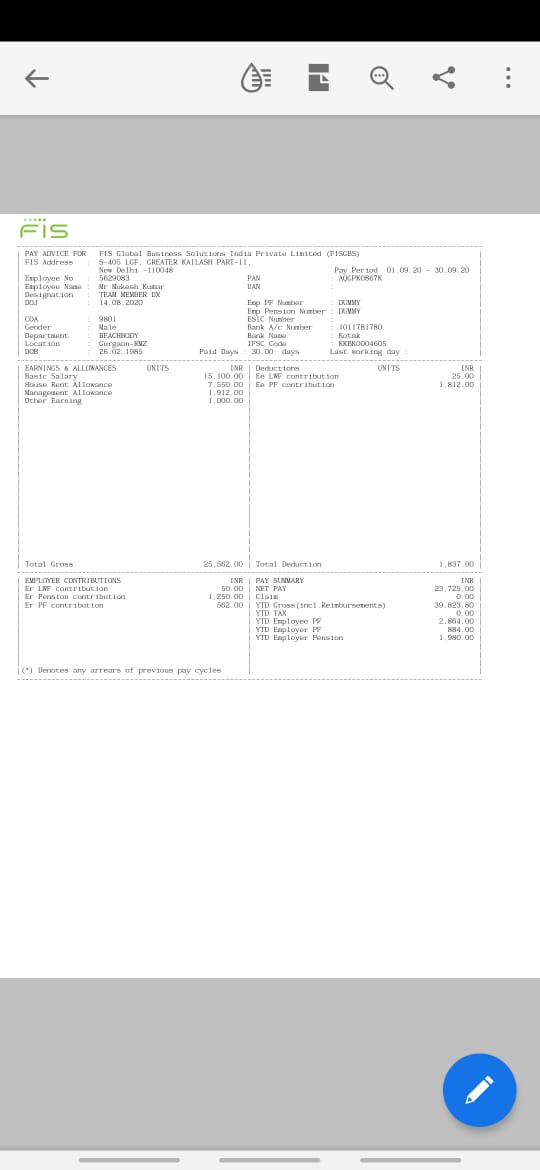 FIS
PAY ADVICE FOR FIS Global Business Solutions India Private Limited (FISGBS)
FIS Address : S-405 LGF, GREATER KAILASH PART-II,
New Delhi -110048 Pay Period 01.09.20 - 30.09.20
Employee No : 5629083 PAN : AQGPK0867K
Employee Name : Mr Mukesh Kumar UAN :
Designation : TEAM MEMBER DX
DOJ : 14.08.2020 Emp PF Number : DUMMY
Emp Pension Number : DUMMY
COA : 9801 ESIC Number :
Gender : Male Bank A/c Number : 1011781780
Department : BEACHBODY Bank Name : Kotak
Location : Gurgaon-RMZ IFSC Code : KKBK0004605
DOB : 26.02.1985 Paid Days : 30.00 days Last working day :
EARNINGS & ALLOWANCES UNITS INR Deductions UNITS INR
Basic Salary 15,100.00 Ee LWF contribution 25.00
House Rent Allowance 7,550.00 Ee PF contribution 1,812.00
Management Allowance 1,912.00
Other Earning 1,000.00
Total Gross 25,562.00 Total Deduction 1,837.00
EMPLOYER CONTRIBUTIONS INR PAY SUMMARY INR
Er LWF contribution 50.00 NET PAY 23,725.00
Er Pension contribution 1,250.00 Claim 0.00
Er PF contribution 562.00 YTD Gross(incl.Reimbursements) 39,823.80
YTD TAX 0.00
YTD Employee PF 2,864.00
YTD Employer PF 884.00
YTD Employer Pension 1,980.00
(*) Denotes any arrears of previous pay cycles